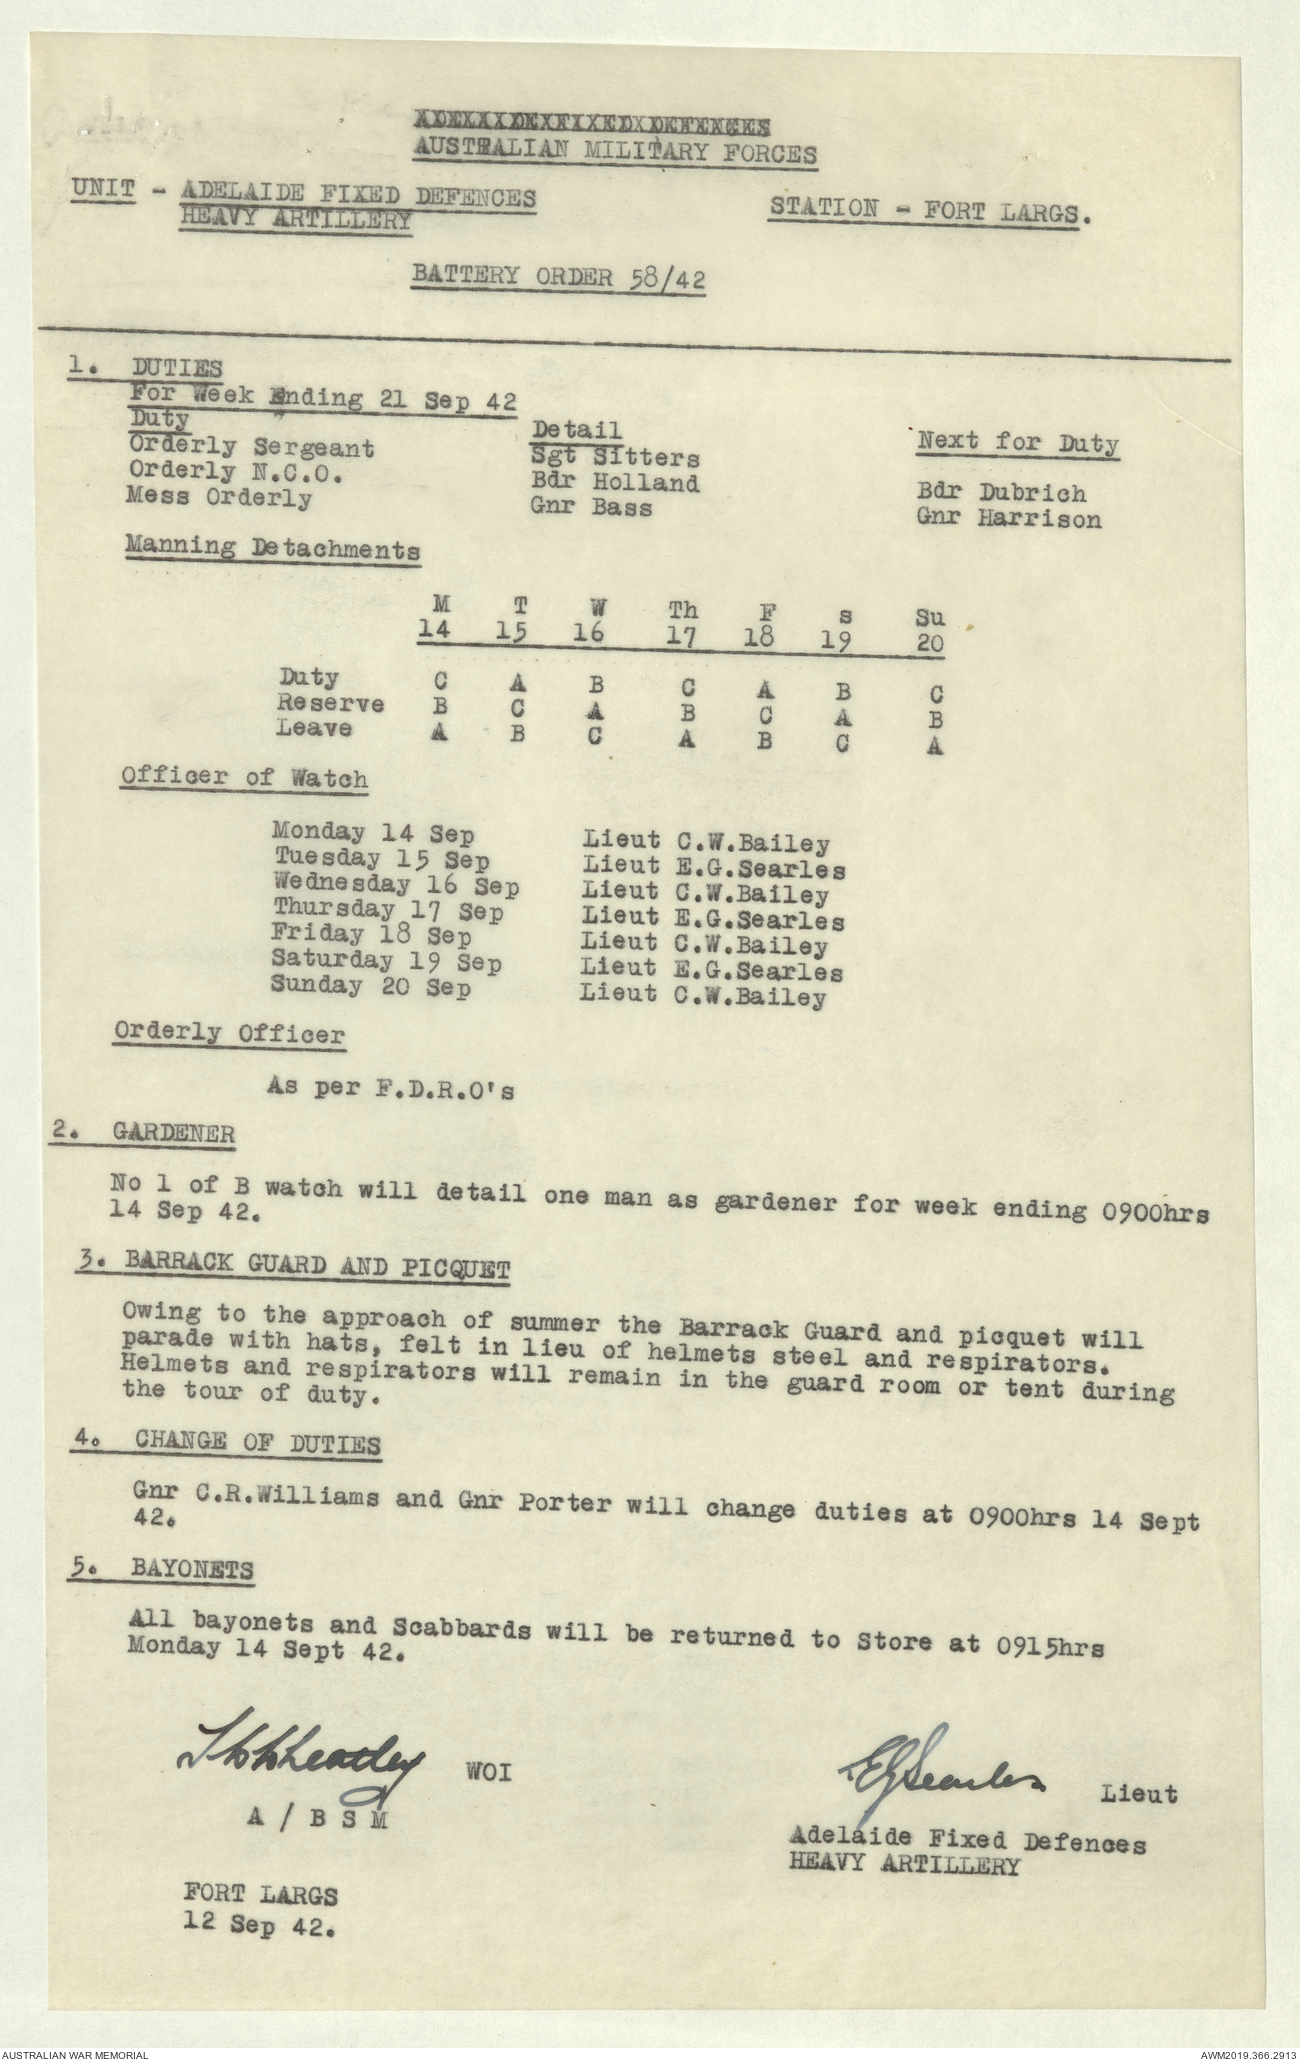 ADELAIDE FIXED DEFENCES
AUSTRALIAN MILITARY FORCES
UNIT - ADELAIDE FIXED DEFENCES
HEAVY ARTILLERY
STATION - FORT LARGS.
BATTERY ORDER 58/42
1. DUTIES
For Week Ending 21 Sep 42
Duty Detail Next for Duty
Orderly Sergeant Sgt Sitters
Orderly N.C.O. Bdr Holland Bdr Dubrich
Mess Orderly Gnr Bass Gnr Harrison
Manning Detachments
M T W Th F s Su
14 15 16 17 18 19 20
Duty C A B C A B C
Reserve B C A B C A B
Leave A B C A B C A
Officer of Watch
Monday 14 Sep Lieut C.W.Bailey
Tuesday 15 Sep Lieut E.G.Searles
Wednesday 16 Sep Lieut C.W.Bailey
Thursday 17 Sep Lieut E.G.Searles
Friday 18 Sep Lieut C.W.Bailey
Saturday 19 Sep Lieut E.G.Searles
Sunday 20 Sep Lieut C.W.Bailey
Orderly Officer
As per F.D.R.O's
2. GARDENER
No 1 of B watch will detail one man as gardener for week ending 0900hrs
14 Sep 42.
3. BARRACK GUARD AND PICQUET
Owing to the approach of summer the Barrack Guard and picquet will
parade with hats, felt in lieu of helmets steel and respirators.
Helmets and respirators will remain in the guard room or tent during
the tour of duty.
4. CHANGE OF DUTIES
Gnr C.R.Williams and Gnr Porter will change duties at 0900hrs 14 Sept
42.
5. BAYONETS
All bayonets and Scabbards will be returned to Store at 0915hrs
Monday 14 Sept 42.
WOI
A / B S M
EGSearles Lieut
Adelaide Fixed Defences
HEAVY ARTILLERY
FORT LARGS
12 Sep 42.
AUSTRALIAN WAR MEMORIAL
AWM2019.366.2913